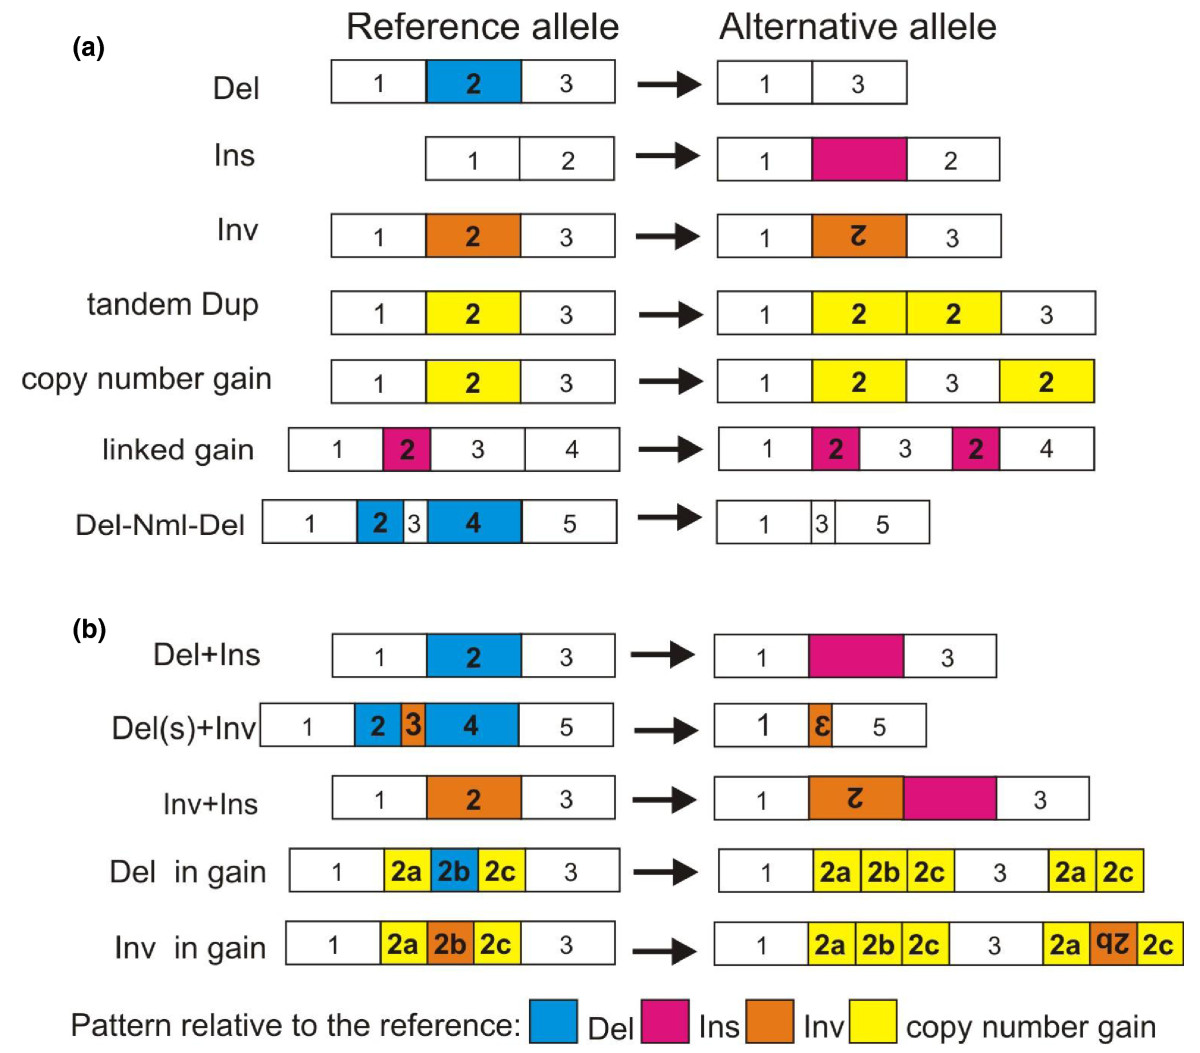 Reference allele Alternative allele
(a)
Del 1 2 3 1 3
Ins 1 2 1 2
Inv 1 2 3 1 2 3
tandem Dup 1 2 3 1 2 2 3
copy number gain 1 2 3 1 2 3 2
linked gain 1 2 3 4 1 2 3 2 4
Del-Nml-Del 1 2 3 4 5 1 3 5
(b)
Del+Ins 1 2 3 1 3
Del(s)+Inv 1 2 3 4 5 1 3 5
Inv+Ins 1 2 3 1 2 3
Del in gain 1 2a 2b 2c 3 1 2a 2b 2c 3 2a 2c
Inv in gain 1 2a 2b 2c 3 1 2a 2b 2c 3 2a 2b 2c
Pattern relative to the reference: Del Ins Inv copy number gain